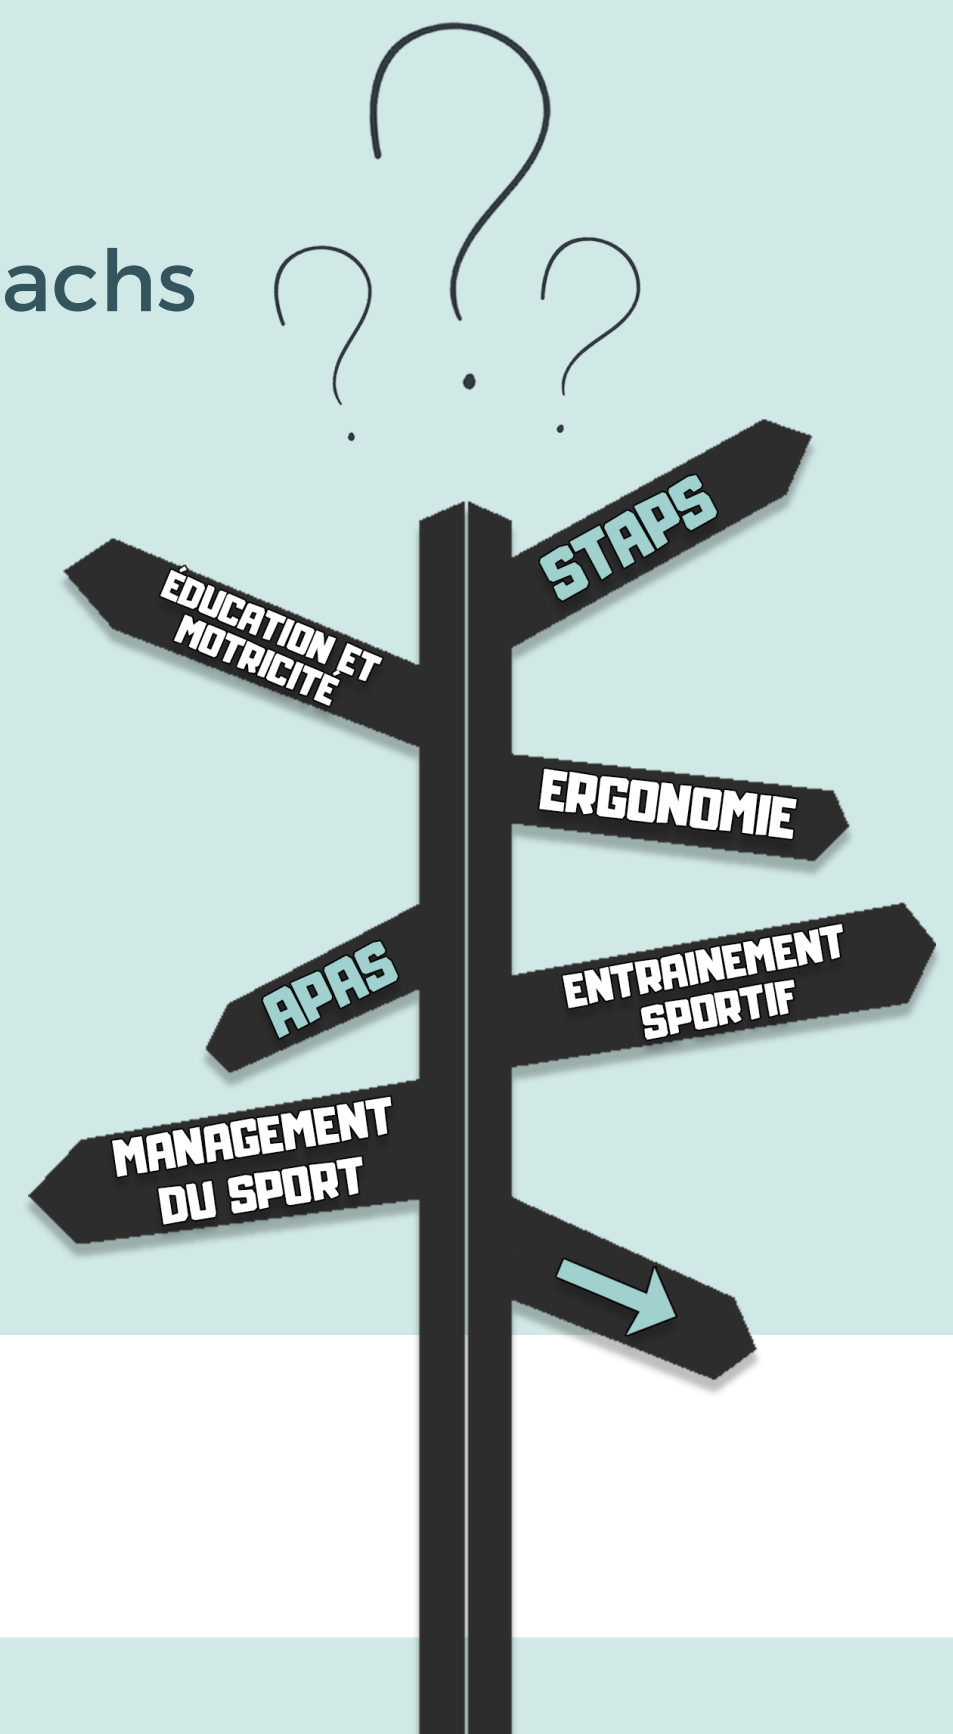 achs
STAPS
ÉDUCATION ET
MOTRICITÉ
ERGONOMIE
APAS
ENTRAINEMENT
SPORTIF
MANAGEMENT
DU SPORT